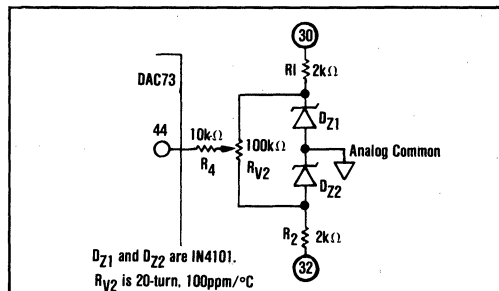 30
R1 2kΩ
DAC73
DZ1
44
10kΩ
100kΩ
Analog Common
R4
RV2
DZ2
R2 2kΩ
DZ1 and DZ2 are IN4101.
32
RV2 is 20-turn, 100ppm/°C